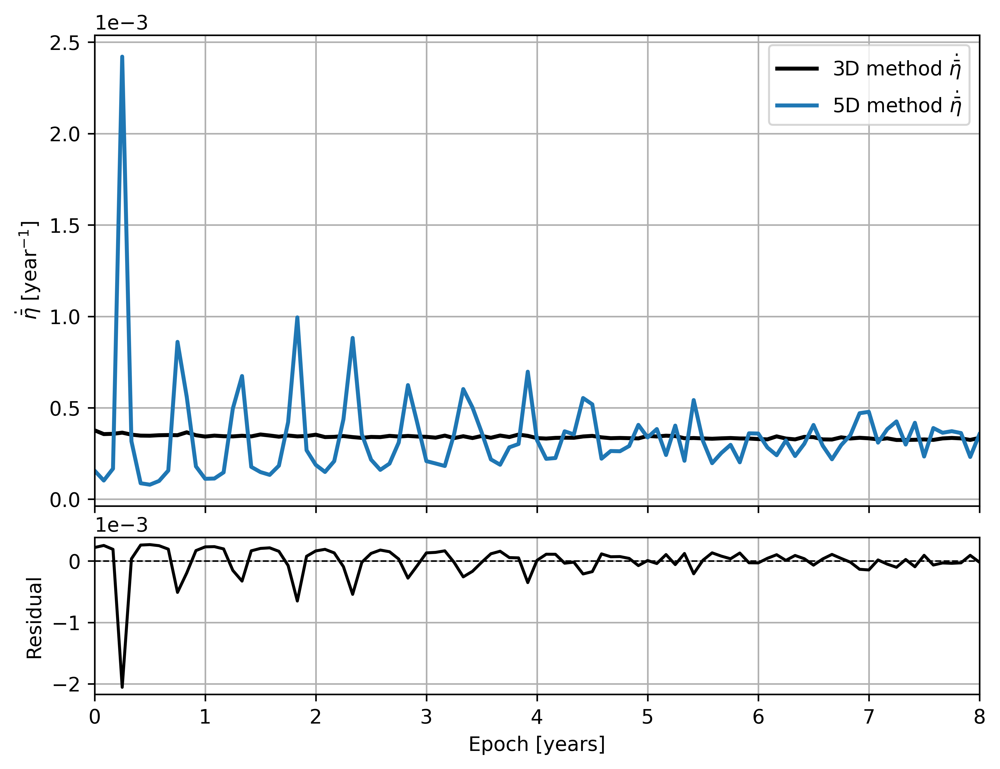 1e−3
2.5
2.0
1.5
1.0
0.5
0.0
η̄̇ [year⁻¹]
3D method η̄̇
5D method η̄̇
1e−3
0
−1
−2
Residual
0 1 2 3 4 5 6 7 8
Epoch [years]